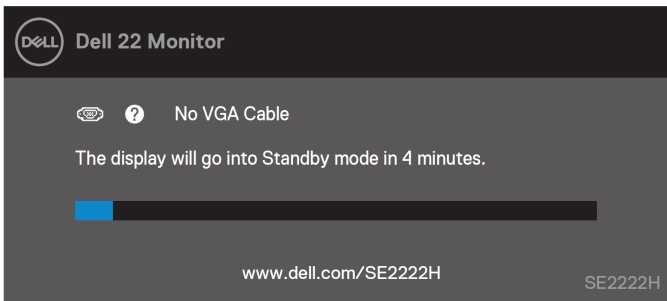 DELL
Dell 22 Monitor
? No VGA Cable
The display will go into Standby mode in 4 minutes.
www.dell.com/SE2222H
SE2222H